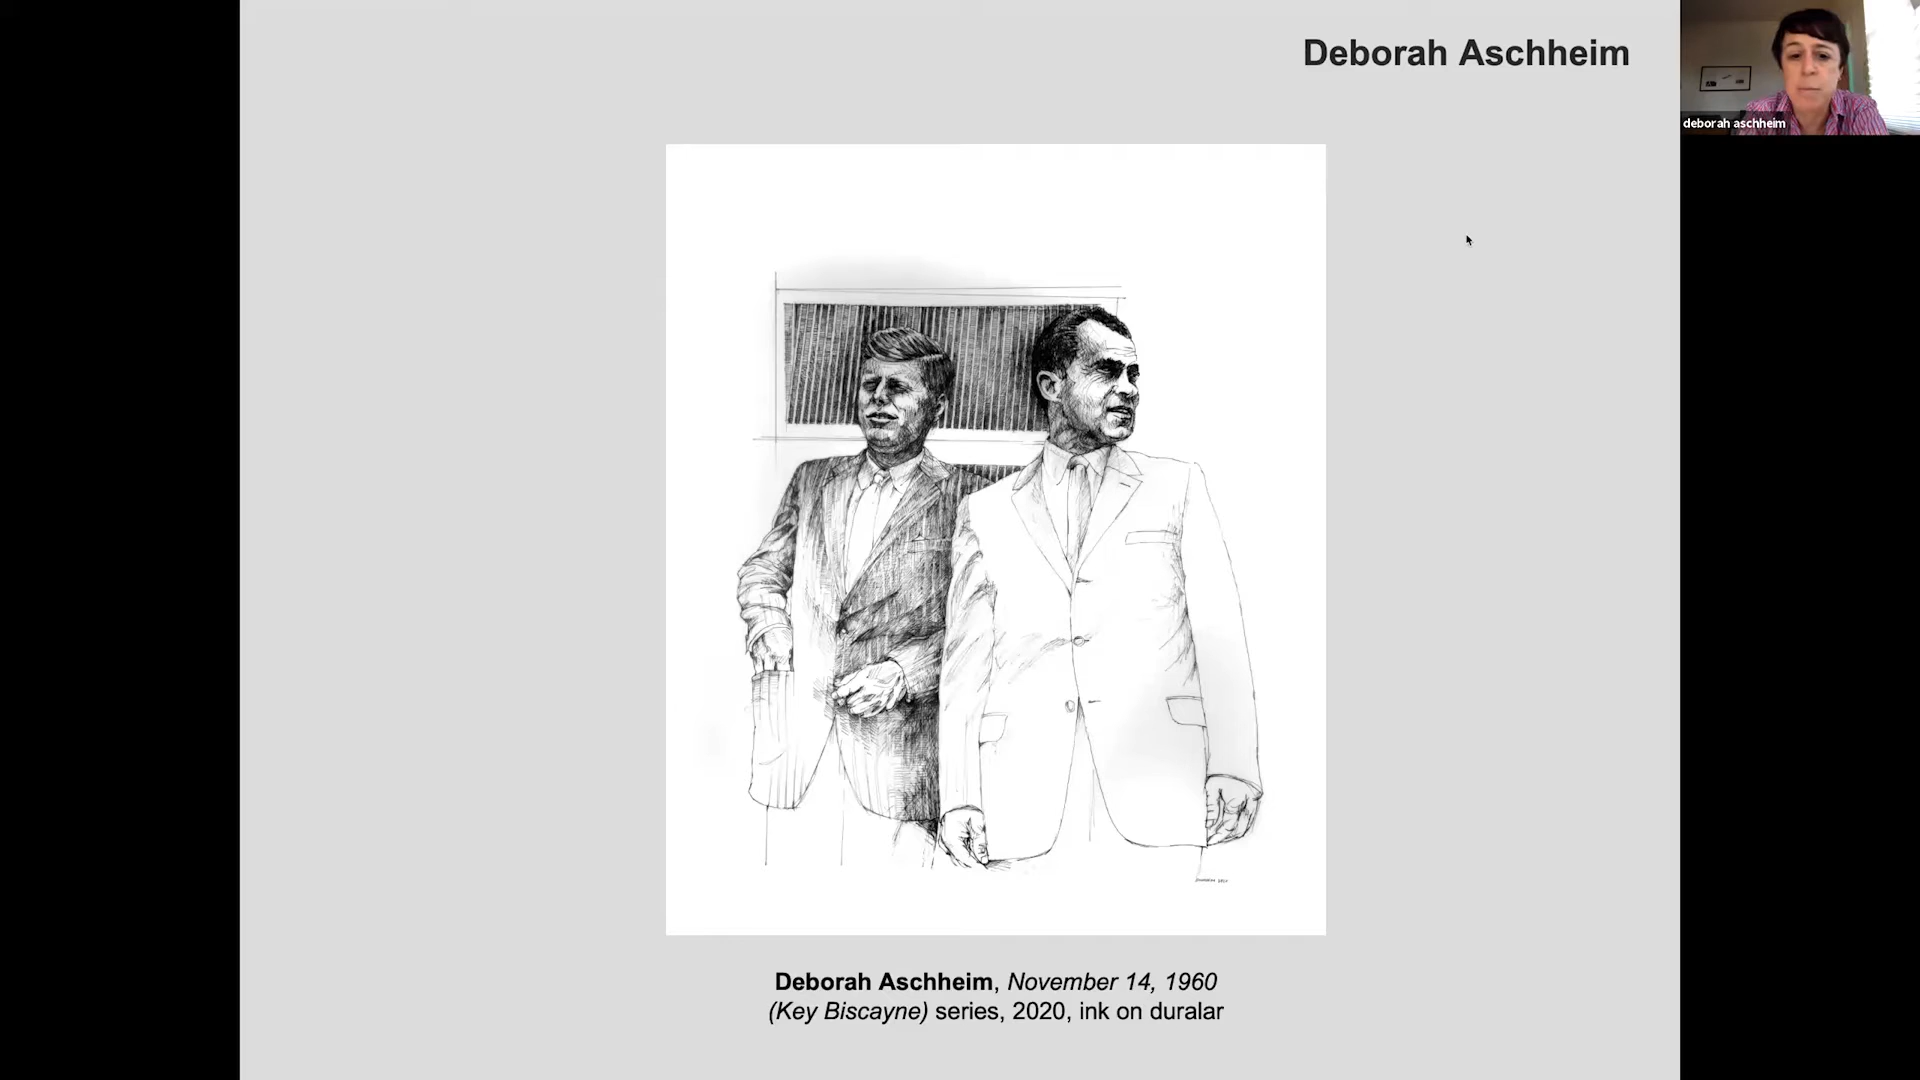 Deborah Aschheim
deborah aschheim
Deborah Aschheim, November 14, 1960
(Key Biscayne) series, 2020, ink on duralar